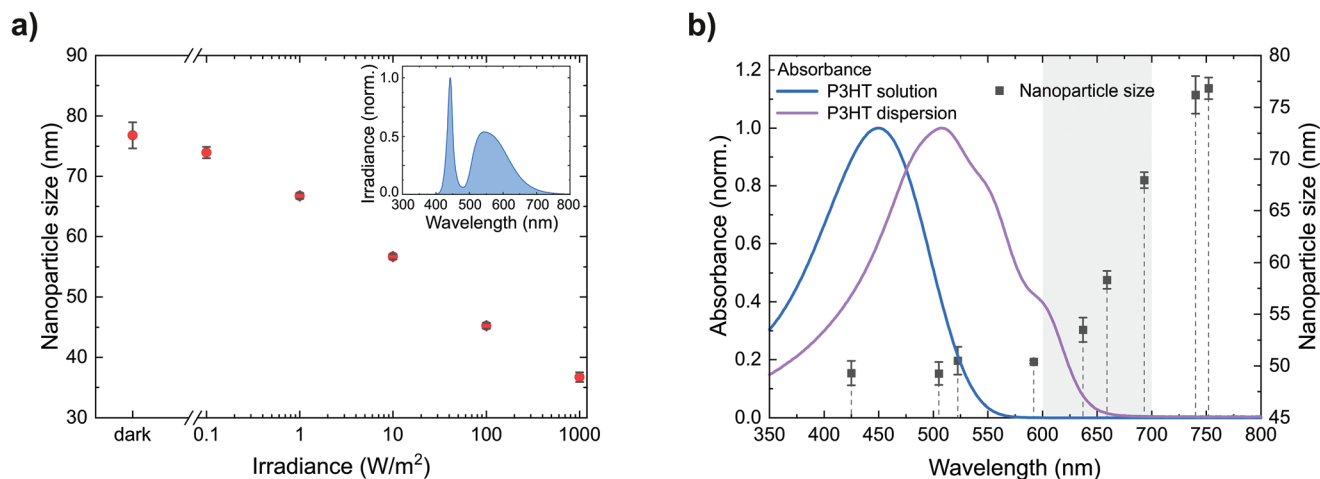 a)
Nanoparticle size (nm)
90
80
70
60
50
40
30
dark
0.1
1
10
100
1000
Irradiance (W/m²)
Irradiance (norm.)
1.0
0.5
0.0
300 400 500 600 700 800
Wavelength (nm)
b)
Absorbance (norm.)
1.2
1.0
0.8
0.6
0.4
0.2
0.0
Absorbance
P3HT solution
P3HT dispersion
Nanoparticle size
350 400 450 500 550 600 650 700 750 800
Wavelength (nm)
80
75
70
65
60
55
50
45
Nanoparticle size (nm)